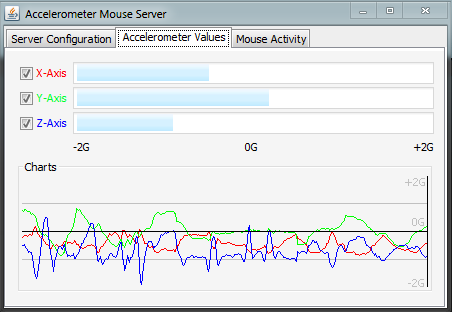 Accelerometer Mouse Server
Server Configuration Accelerometer Values Mouse Activity
X-Axis
Y-Axis
Z-Axis
-2G 0G +2G
Charts
+2G
0G
-2G